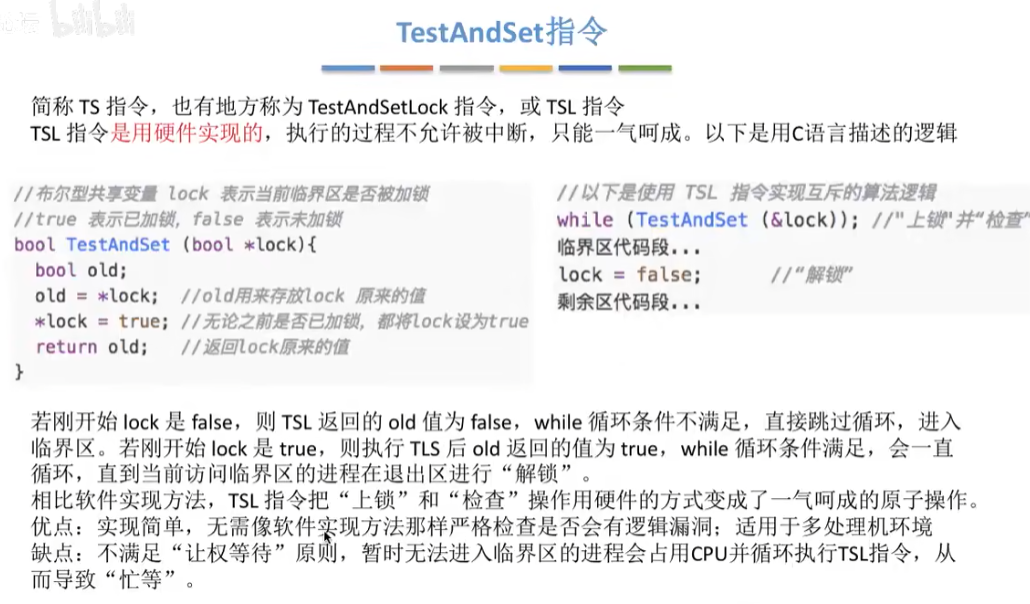 TestAndSet指令
简称 TS 指令，也有地方称为 TestAndSetLock 指令，或 TSL 指令
TSL 指令是用硬件实现的，执行的过程不允许被中断，只能一气呵成。以下是用C语言描述的逻辑
//布尔型共享变量 lock 表示当前临界区是否被加锁
//true 表示已加锁，false 表示未加锁
bool TestAndSet (bool *lock){
bool old;
old = *lock; //old用来存放lock 原来的值
*lock = true; //无论之前是否已加锁，都将lock设为true
return old; //返回lock原来的值
}
//以下是使用 TSL 指令实现互斥的算法逻辑
while (TestAndSet (&lock)); //"上锁"并“检查”
临界区代码段...
lock = false; //“解锁”
剩余区代码段...
若刚开始 lock 是 false，则 TSL 返回的 old 值为 false，while 循环条件不满足，直接跳过循环，进入
临界区。若刚开始 lock 是 true，则执行 TLS 后 old 返回的值为 true，while 循环条件满足，会一直
循环，直到当前访问临界区的进程在退出区进行“解锁”。
相比软件实现方法，TSL 指令把“上锁”和“检查”操作用硬件的方式变成了一气呵成的原子操作。
优点：实现简单，无需像软件实现方法那样严格检查是否会有逻辑漏洞；适用于多处理机环境
缺点：不满足“让权等待”原则，暂时无法进入临界区的进程会占用CPU并循环执行TSL指令，从
而导致“忙等”。